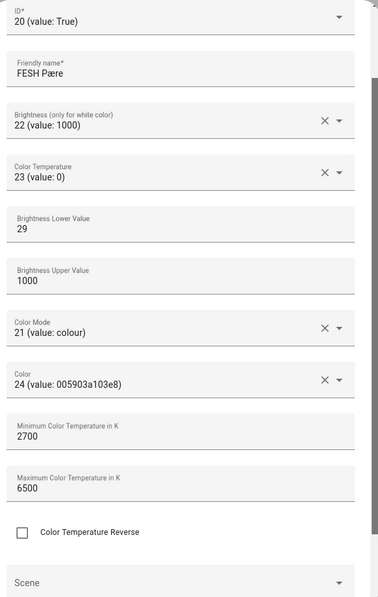 ID*
20 (value: True)
Friendly name*
FESH Pære
Brightness (only for white color)
22 (value: 1000)
Color Temperature
23 (value: 0)
Brightness Lower Value
29
Brightness Upper Value
1000
Color Mode
21 (value: colour)
Color
24 (value: 005903a103e8)
Minimum Color Temperature in K
2700
Maximum Color Temperature in K
6500
Color Temperature Reverse
Scene